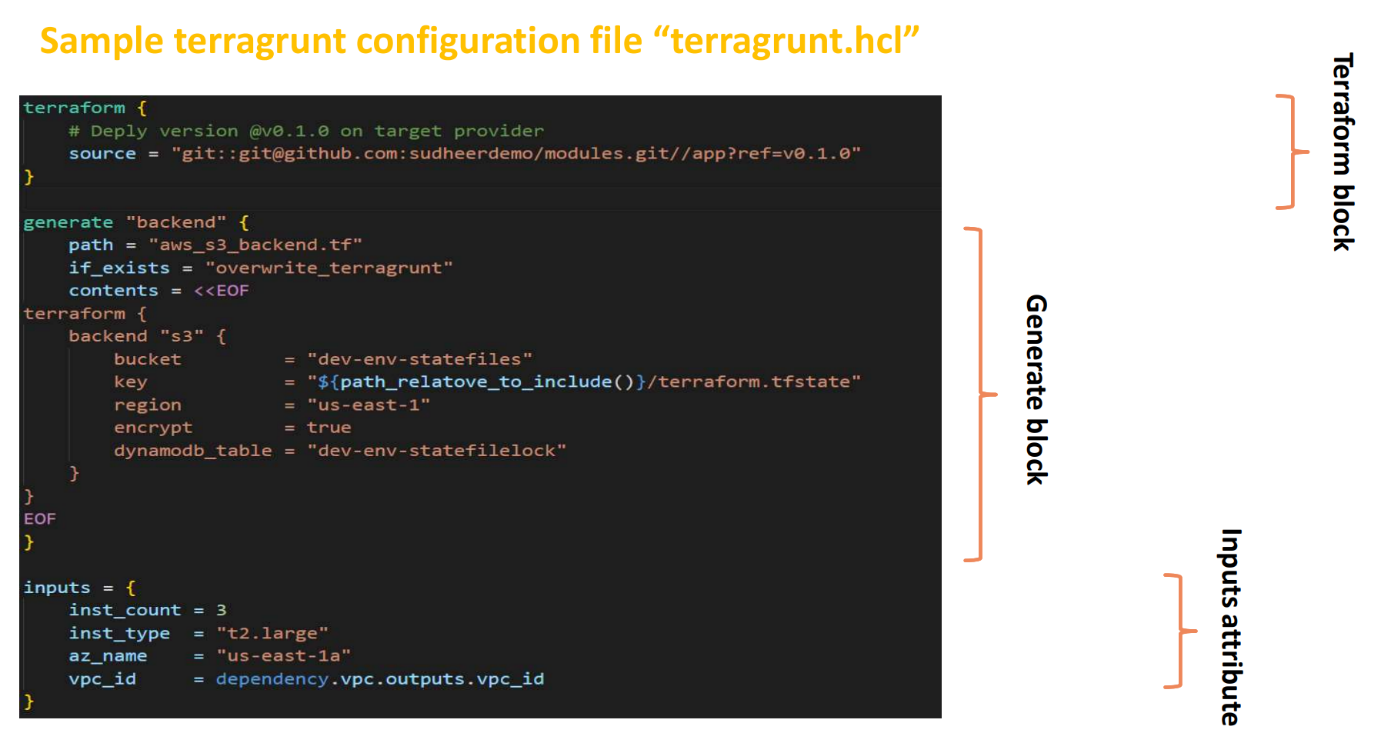 Sample terragrunt configuration file “terragrunt.hcl”
terraform {
    # Deply version @v0.1.0 on target provider
    source = "git::git@github.com:sudheerdemo/modules.git//app?ref=v0.1.0"
}
generate "backend" {
    path = "aws_s3_backend.tf"
    if_exists = "overwrite_terragrunt"
    contents = <<EOF
terraform {
    backend "s3" {
        bucket         = "dev-env-statefiles"
        key            = "${path_relatove_to_include()}/terraform.tfstate"
        region         = "us-east-1"
        encrypt        = true
        dynamodb_table = "dev-env-statefilelock"
    }
}
EOF
}
inputs = {
    inst_count = 3
    inst_type  = "t2.large"
    az_name    = "us-east-1a"
    vpc_id     = dependency.vpc.outputs.vpc_id
}
Terraform block
Generate block
Inputs attribute